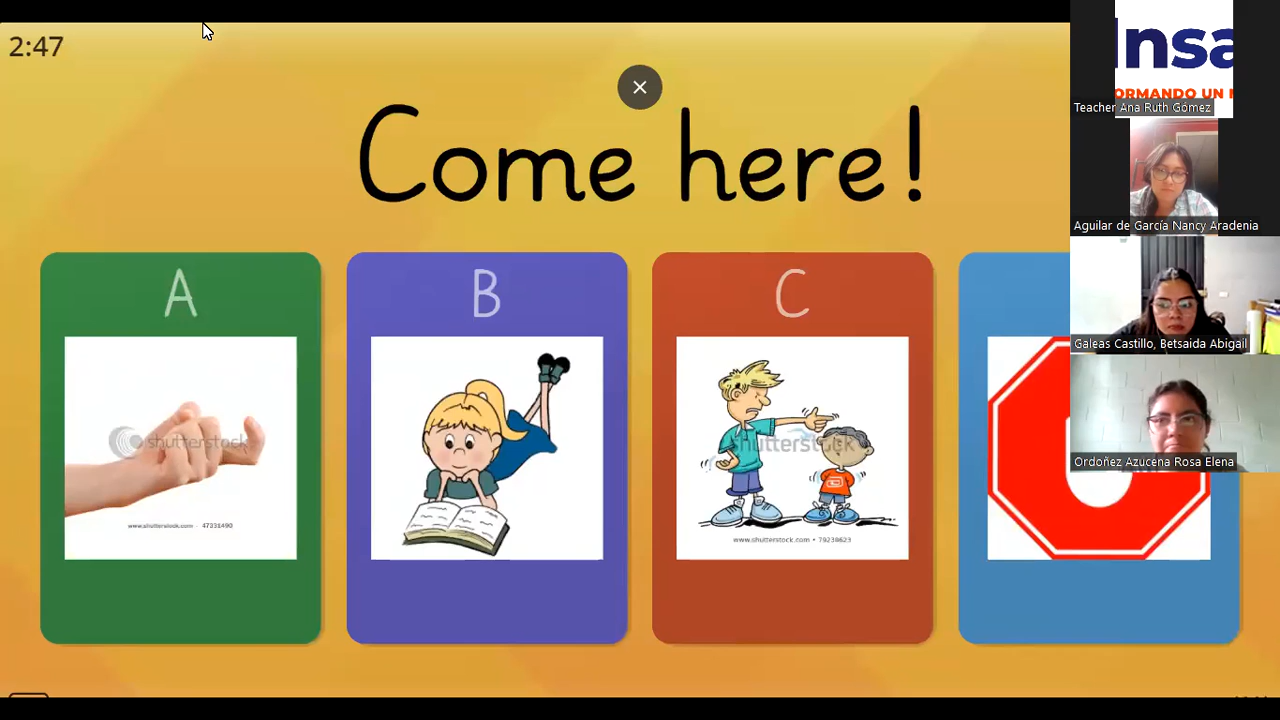 2:47
Come here!
A
B
C
shutterstock
www.shutterstock.com · 47331490
shutterstock
www.shutterstock.com • 79238623
Insa
ORMANDO UN
Teacher Ana Ruth Gómez
Aguilar de García Nancy Aradenia
Galeas Castillo, Betsaida Abigail
Ordoñez Azucena Rosa Elena